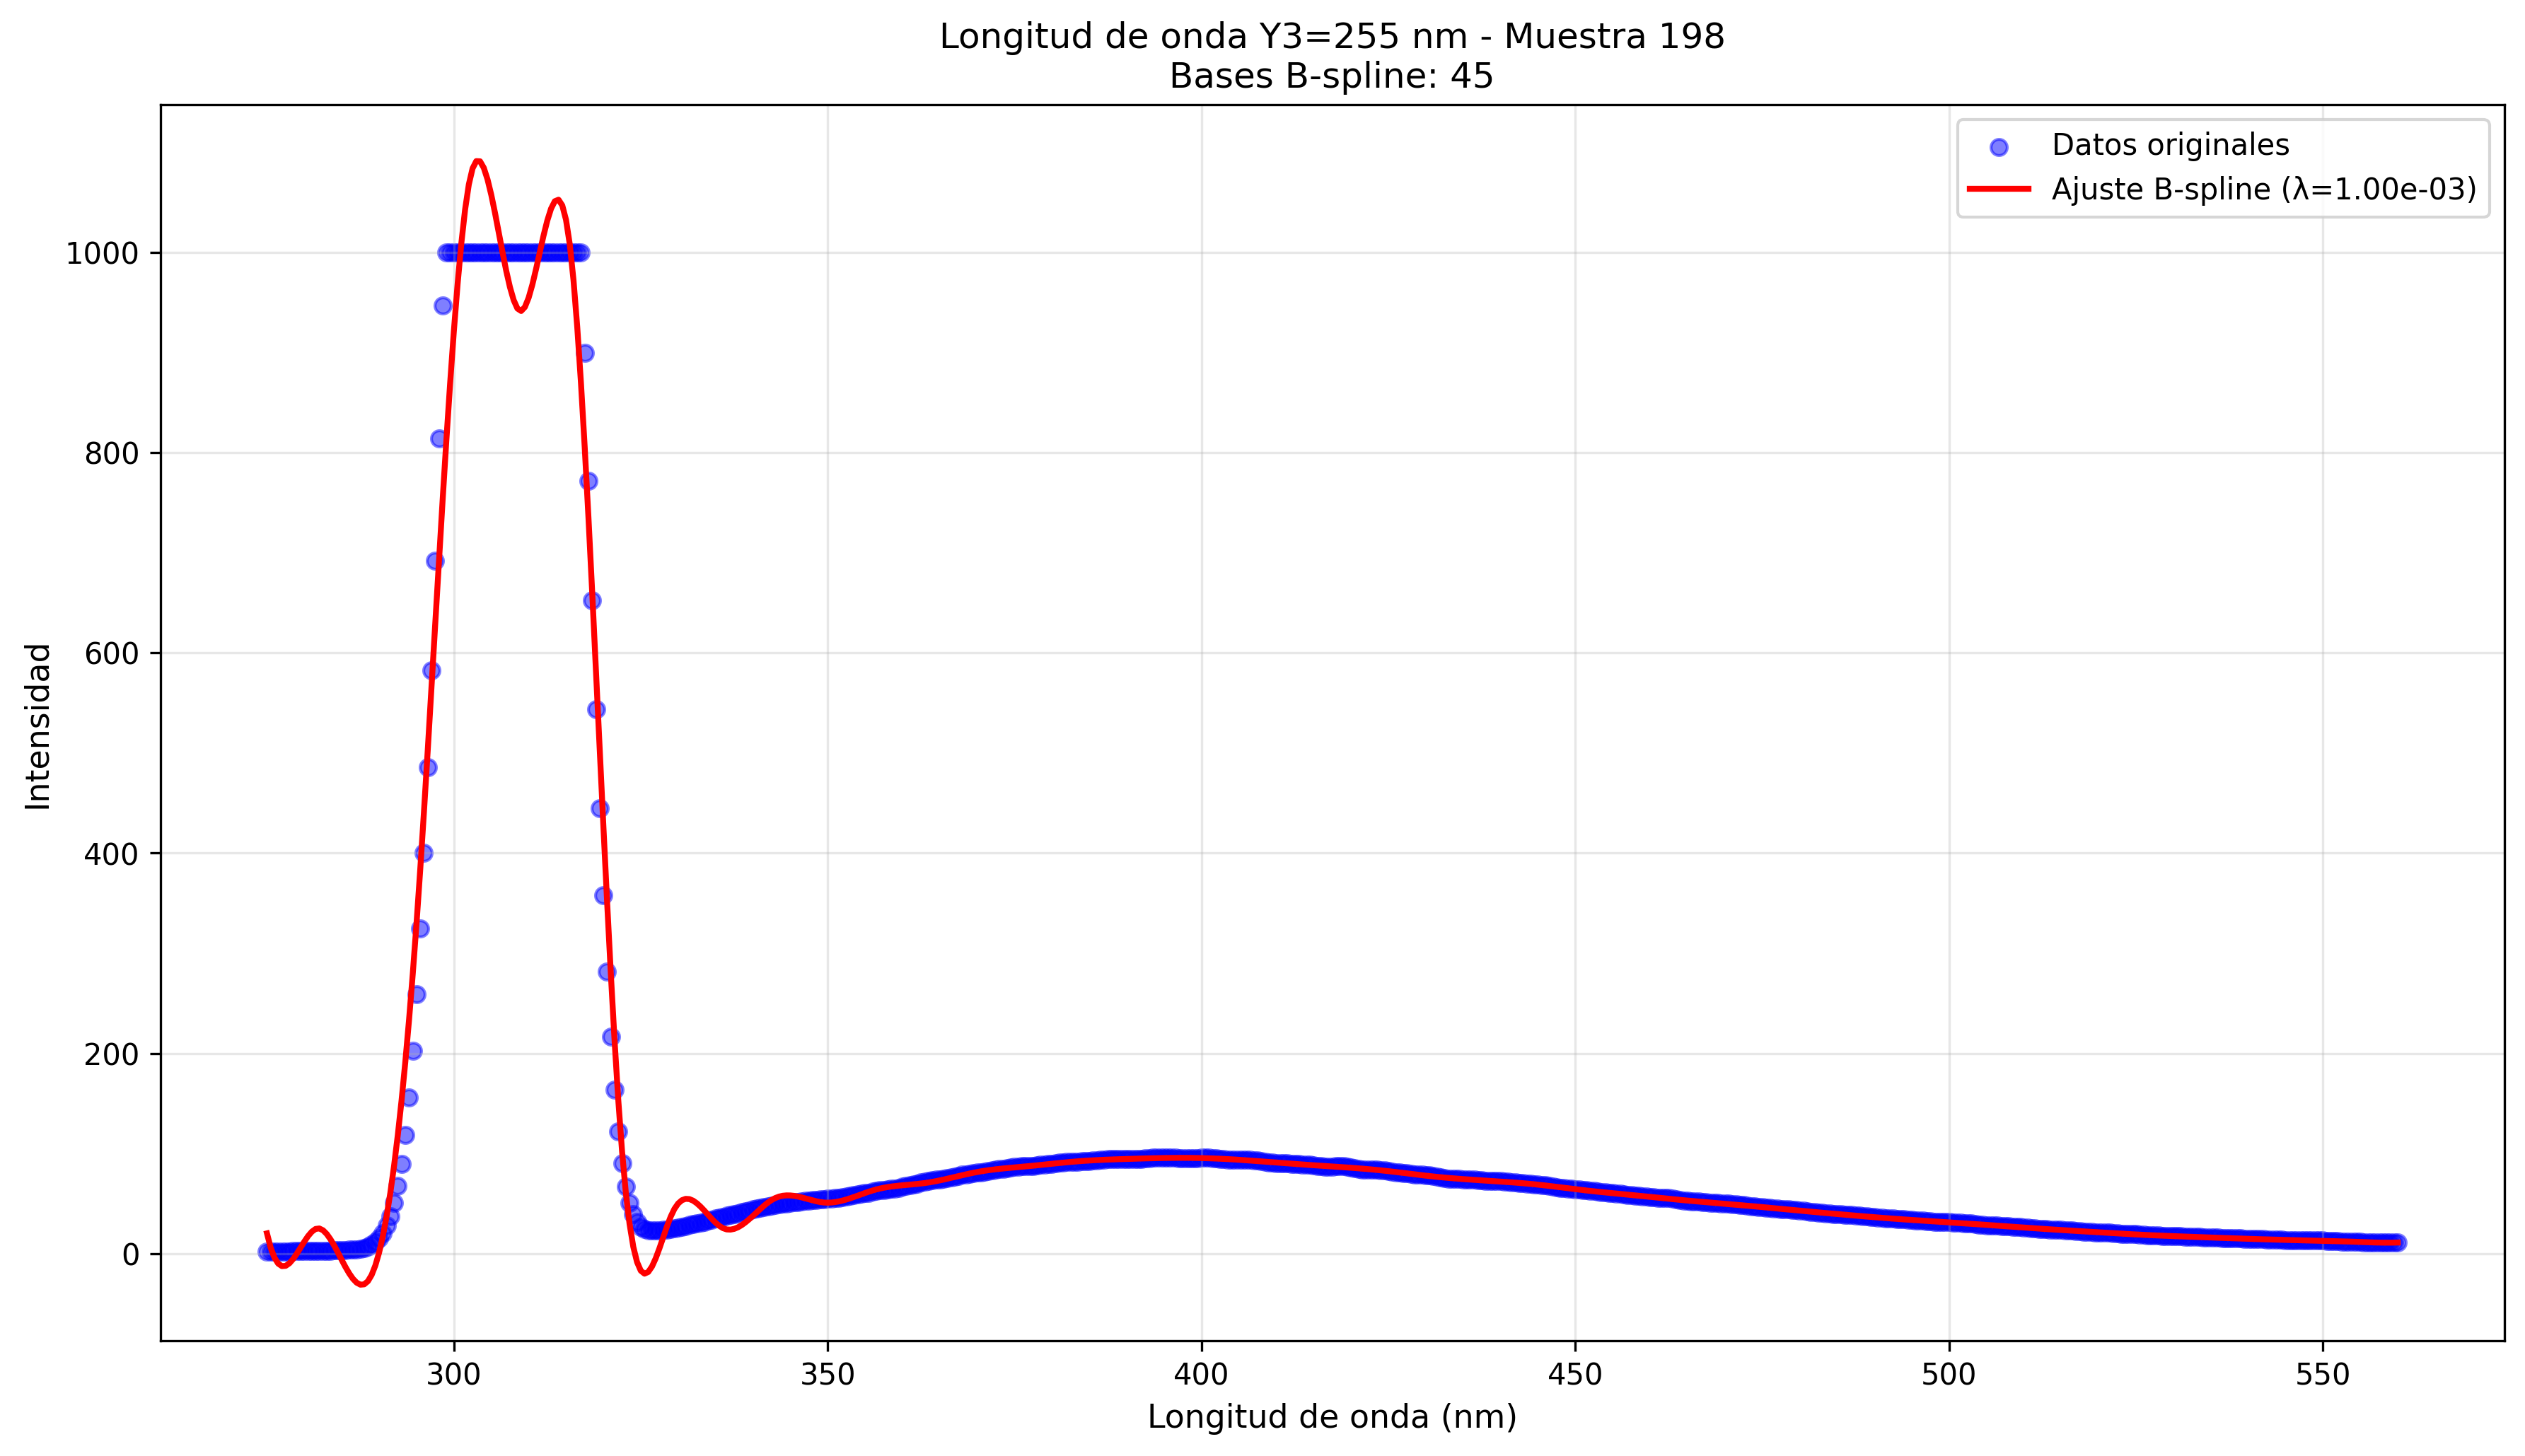 Longitud de onda Y3=255 nm - Muestra 198
Bases B-spline: 45
Datos originales
Ajuste B-spline (λ=1.00e-03)
Intensidad
1000
800
600
400
200
0
300 350 400 450 500 550
Longitud de onda (nm)